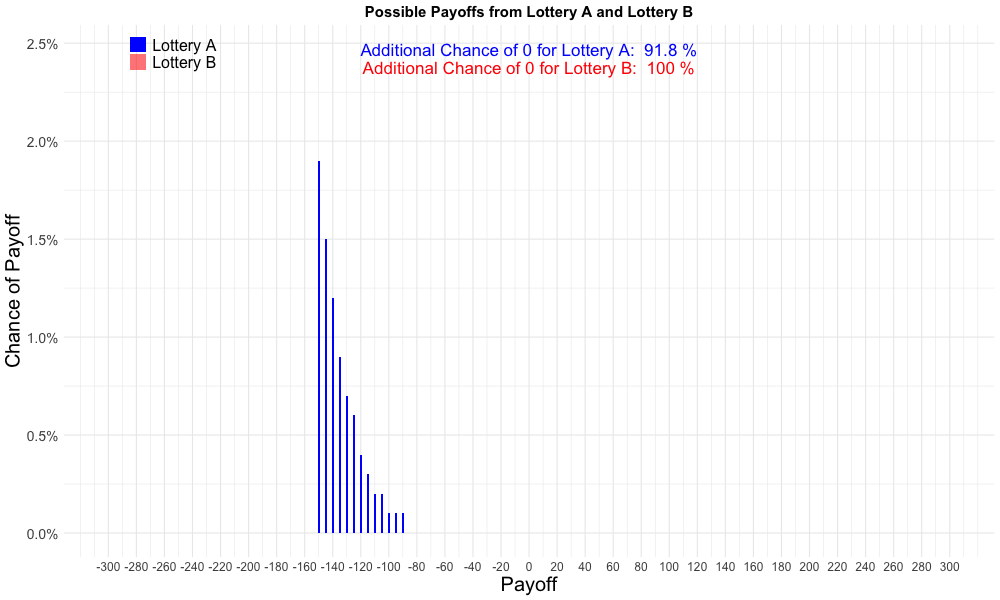 Possible Payoffs from Lottery A and Lottery B
Lottery A
Lottery B
Additional Chance of 0 for Lottery A:  91.8 %
Additional Chance of 0 for Lottery B:  100 %
Chance of Payoff
2.5%
2.0%
1.5%
1.0%
0.5%
0.0%
-300 -280 -260 -240 -220 -200 -180 -160 -140 -120 -100 -80 -60 -40 -20 0 20 40 60 80 100 120 140 160 180 200 220 240 260 280 300
Payoff